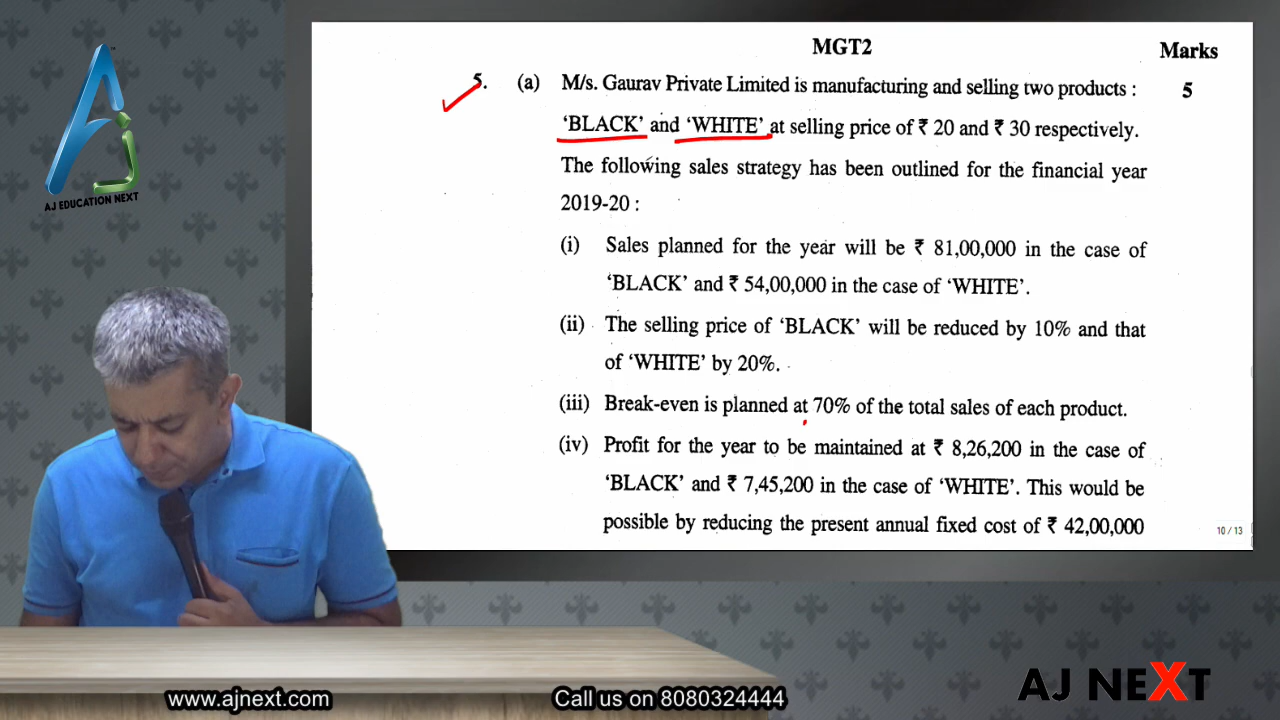 MGT2
Marks
5. (a) M/s. Gaurav Private Limited is manufacturing and selling two products : 5
‘BLACK’ and ‘WHITE’ at selling price of ₹ 20 and ₹ 30 respectively.
The following sales strategy has been outlined for the financial year
2019-20 :
(i) Sales planned for the year will be ₹ 81,00,000 in the case of
‘BLACK’ and ₹ 54,00,000 in the case of ‘WHITE’.
(ii) The selling price of ‘BLACK’ will be reduced by 10% and that
of ‘WHITE’ by 20%.
(iii) Break-even is planned at 70% of the total sales of each product.
(iv) Profit for the year to be maintained at ₹ 8,26,200 in the case of
‘BLACK’ and ₹ 7,45,200 in the case of ‘WHITE’. This would be
possible by reducing the present annual fixed cost of ₹ 42,00,000
10 / 13
AJ EDUCATION NEXT
www.ajnext.com
Call us on 8080324444
AJ NEXT